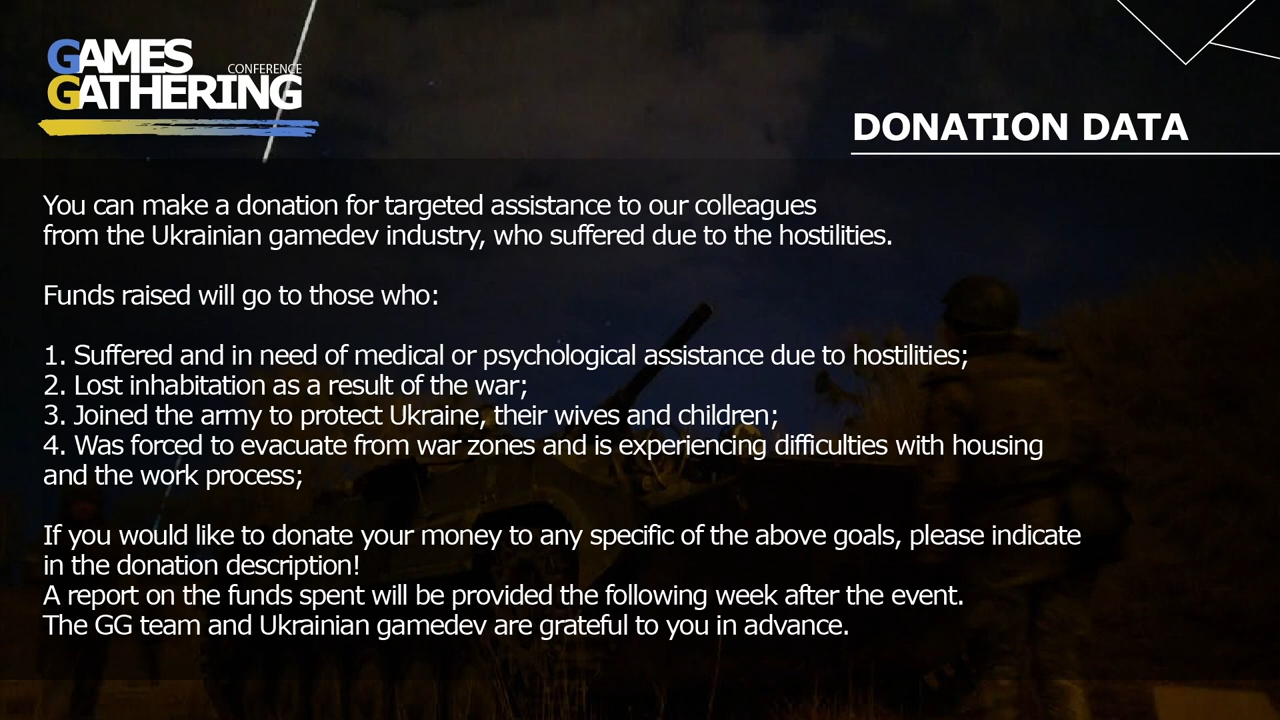 GAMES
CONFERENCE
GATHERING
DONATION DATA
You can make a donation for targeted assistance to our colleagues
from the Ukrainian gamedev industry, who suffered due to the hostilities.
Funds raised will go to those who:
1. Suffered and in need of medical or psychological assistance due to hostilities;
2. Lost inhabitation as a result of the war;
3. Joined the army to protect Ukraine, their wives and children;
4. Was forced to evacuate from war zones and is experiencing difficulties with housing
and the work process;
If you would like to donate your money to any specific of the above goals, please indicate
in the donation description!
A report on the funds spent will be provided the following week after the event.
The GG team and Ukrainian gamedev are grateful to you in advance.